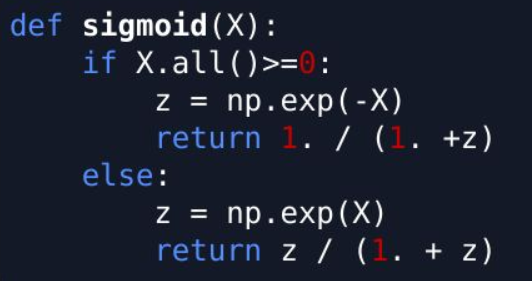 def sigmoid(X):
    if X.all()>=0:
        z = np.exp(-X)
        return 1. / (1. +z)
    else:
        z = np.exp(X)
        return z / (1. + z)